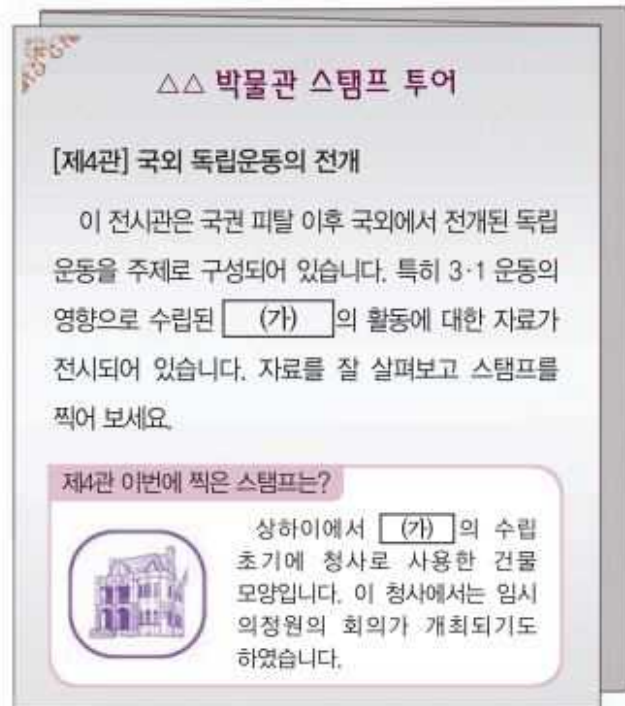 △△ 박물관 스탬프 투어
[제4관] 국외 독립운동의 전개
이 전시관은 국권 피탈 이후 국외에서 전개된 독립
운동을 주제로 구성되어 있습니다. 특히 3·1 운동의
영향으로 수립된 (가) 의 활동에 대한 자료가
전시되어 있습니다. 자료를 잘 살펴보고 스탬프를
찍어 보세요.
제4관 이번에 찍은 스탬프는?
상하이에서 (가) 의 수립
초기에 청사로 사용한 건물
모양입니다. 이 청사에서는 임시
의정원의 회의가 개최되기도
하였습니다.